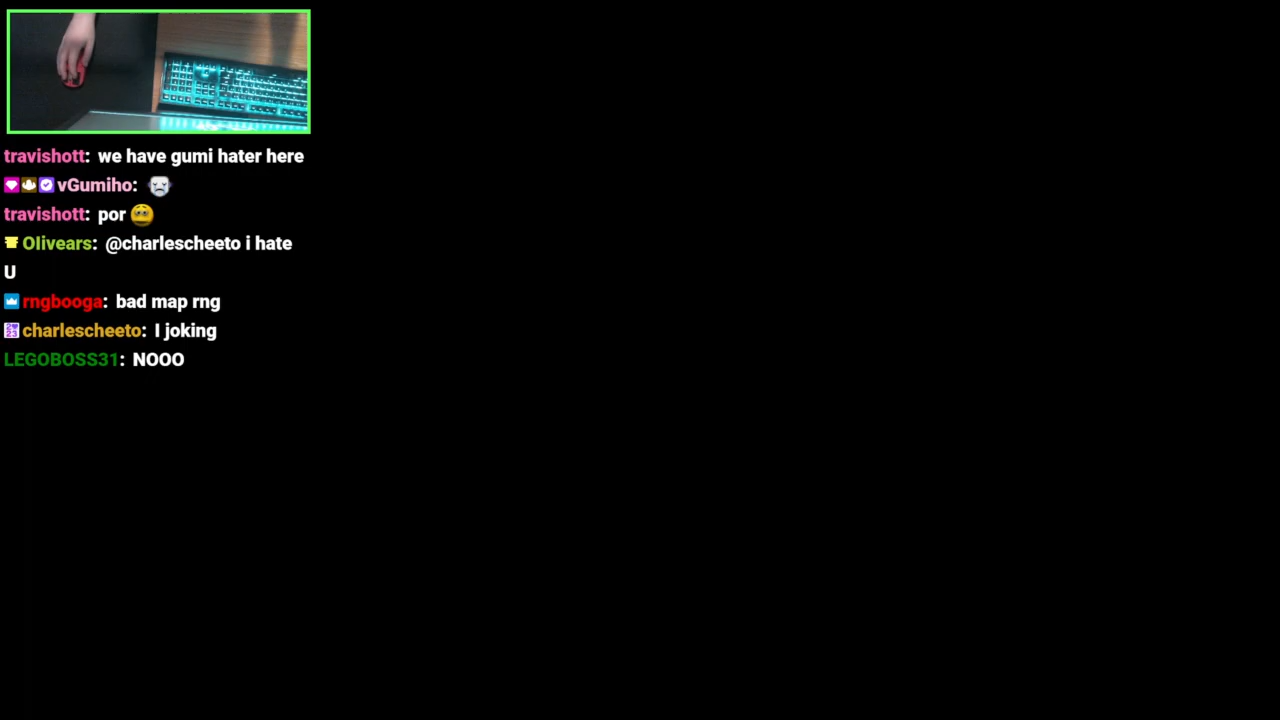 travishott: we have gumi hater here
vGumiho:
travishott: por
Olivears: @charlescheeto i hate
U
rngbooga: bad map rng
charlescheeto: I joking
LEGOBOSS31: NOOO